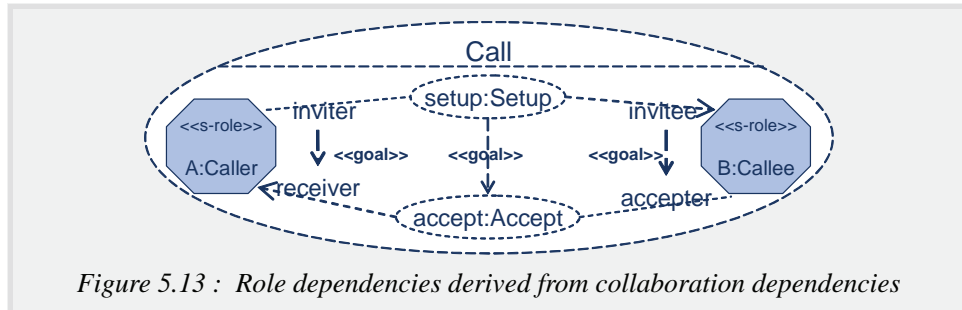 Call
setup:Setup
inviter
invitee
<<s-role>>
A:Caller
<<goal>>
<<goal>>
<<goal>>
<<s-role>>
B:Callee
receiver
accepter
accept:Accept
Figure 5.13 : Role dependencies derived from collaboration dependencies